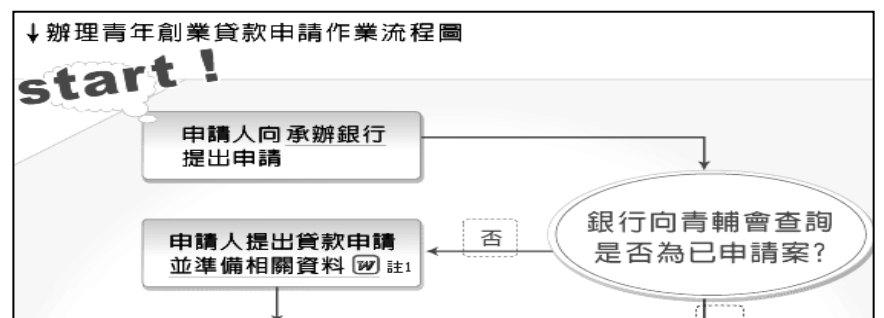 ↓辦理青年創業貸款申請作業流程圖
start!
申請人向承辦銀行
提出申請
銀行向青輔會查詢
是否為已申請案?
否
申請人提出貸款申請
並準備相關資料 W 註1